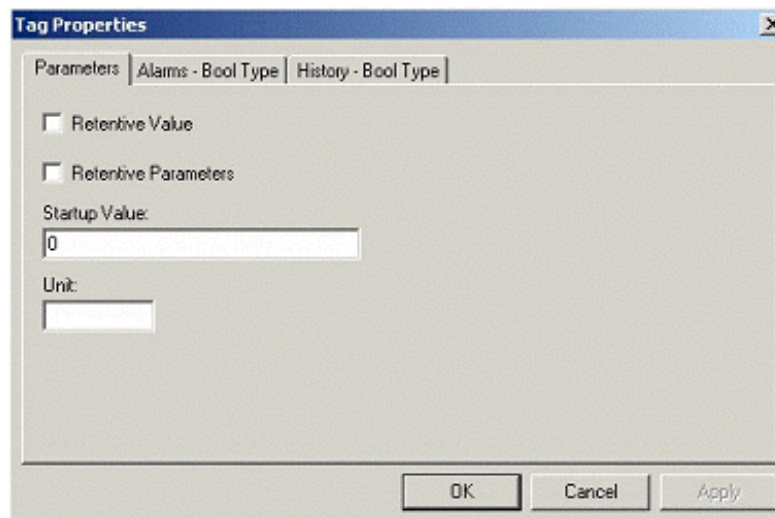 Tag Properties
Parameters Alarms - Bool Type History - Bool Type
Retentive Value
Retentive Parameters
Startup Value:
0
Unit:
OK Cancel Apply